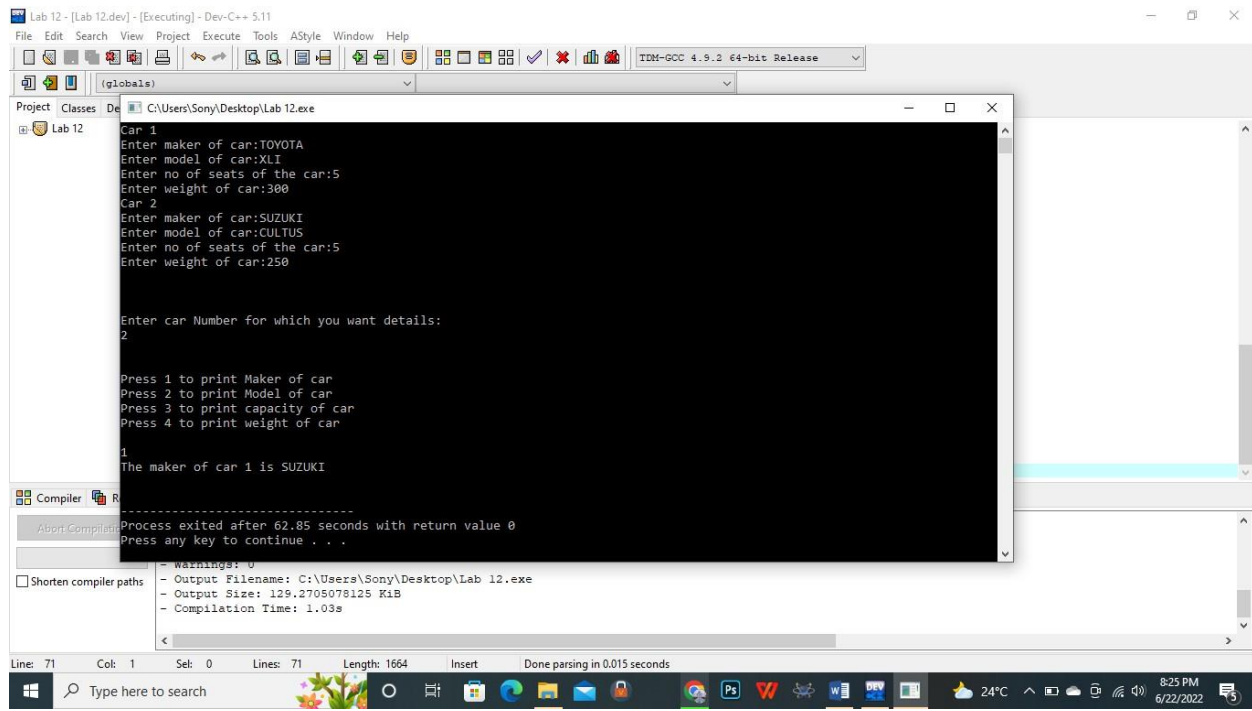 Lab 12 - [Lab 12.dev] - [Executing] - Dev-C++ 5.11
File Edit Search View Project Execute Tools AStyle Window Help
TDM-GCC 4.9.2 64-bit Release
(globals)
Project Classes De
C:\Users\Sony\Desktop\Lab 12.exe
Lab 12
Car 1
Enter maker of car:TOYOTA
Enter model of car:XLI
Enter no of seats of the car:5
Enter weight of car:300
Car 2
Enter maker of car:SUZUKI
Enter model of car:CULTUS
Enter no of seats of the car:5
Enter weight of car:250
Enter car Number for which you want details:
2
Press 1 to print Maker of car
Press 2 to print Model of car
Press 3 to print capacity of car
Press 4 to print weight of car
1
The maker of car 1 is SUZUKI
--------------------------------
Process exited after 62.85 seconds with return value 0
Press any key to continue . . .
Compiler R
Abort Compilati
Shorten compiler paths
- Warnings: 0
- Output Filename: C:\Users\Sony\Desktop\Lab 12.exe
- Output Size: 129.2705078125 KiB
- Compilation Time: 1.03s
Line: 71 Col: 1 Sel: 0 Lines: 71 Length: 1664 Insert Done parsing in 0.015 seconds
Type here to search
Ps
W
DEV
24°C
8:25 PM
6/22/2022
5